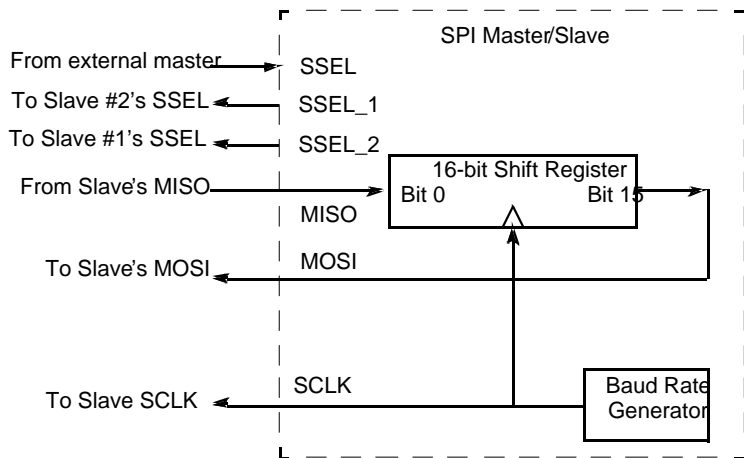 SPI Master/Slave
From external master
SSEL
To Slave #2's SSEL
SSEL_1
To Slave #1's SSEL
SSEL_2
16-bit Shift Register
From Slave's MISO
Bit 0
Bit 15
MISO
To Slave's MOSI
MOSI
To Slave SCLK
SCLK
Baud Rate
Generator